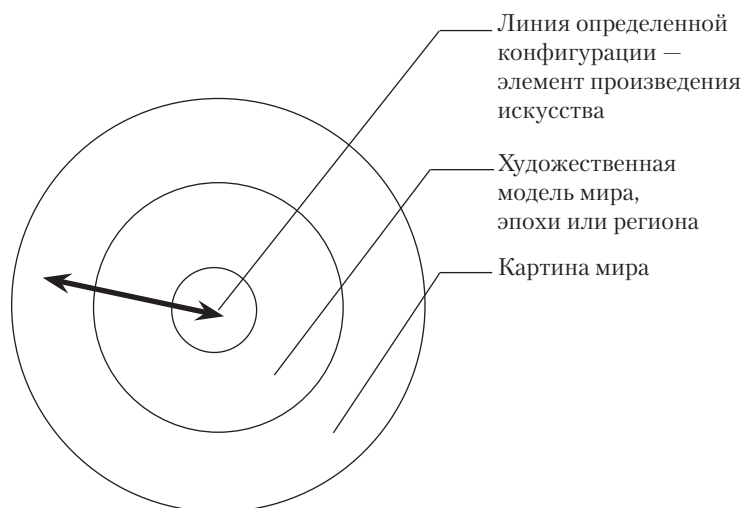 Линия определенной
конфигурации —
элемент произведения
искусства
Художественная
модель мира,
эпохи или региона
Картина мира